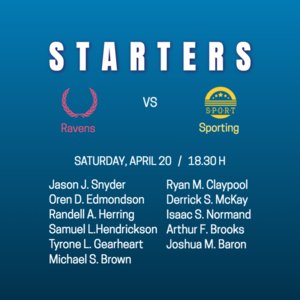 STARTERS
VS
SPORT
Ravens
Sporting
SATURDAY, APRIL 20 / 18.30 H
Jason J. Snyder
Oren D. Edmondson
Randell A. Herring
Samuel L.Hendrickson
Tyrone L. Gearheart
Michael S. Brown
Ryan M. Claypool
Derrick S. McKay
Isaac S. Normand
Arthur F. Brooks
Joshua M. Baron